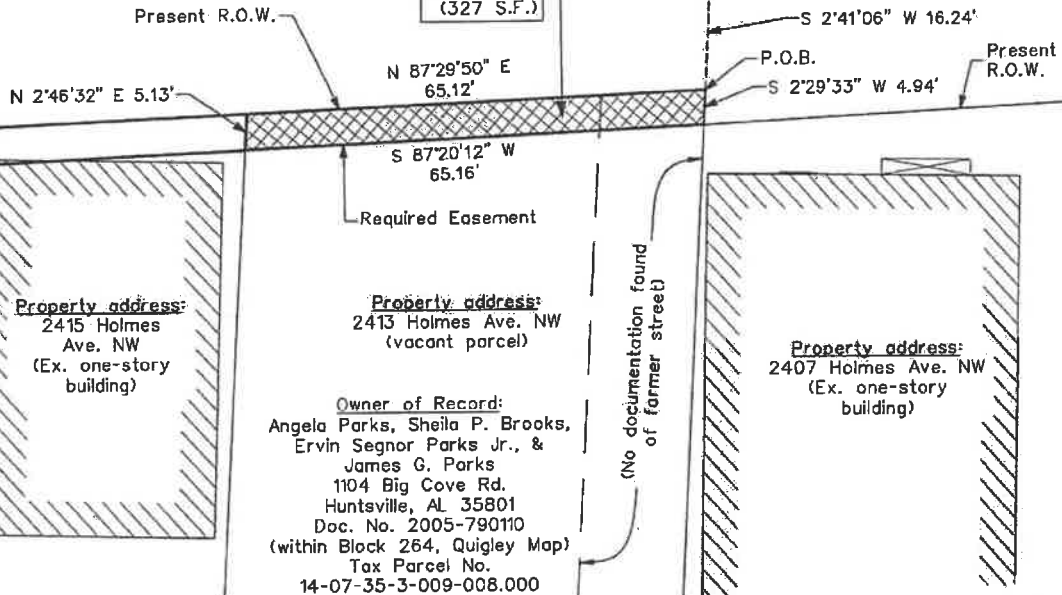 (327 S.F.)
Present R.O.W.
S 2°41'06" W 16.24'
P.O.B.
Present
R.O.W.
N 87°29'50" E
65.12'
N 2°46'32" E 5.13'
S 2°29'33" W 4.94'
S 87°20'12" W
65.16'
Required Easement
(No documentation found
of former street)
Property address:
2415 Holmes
Ave. NW
(Ex. one-story
building)
Property address:
2413 Holmes Ave. NW
(vacant parcel)
Property address:
2407 Holmes Ave. NW
(Ex. one-story
building)
Owner of Record:
Angela Parks, Sheila P. Brooks,
Ervin Segnor Parks Jr., &
James G. Parks
1104 Big Cove Rd.
Huntsville, AL 35801
Doc. No. 2005-790110
(within Block 264, Quigley Map)
Tax Parcel No.
14-07-35-3-009-008.000